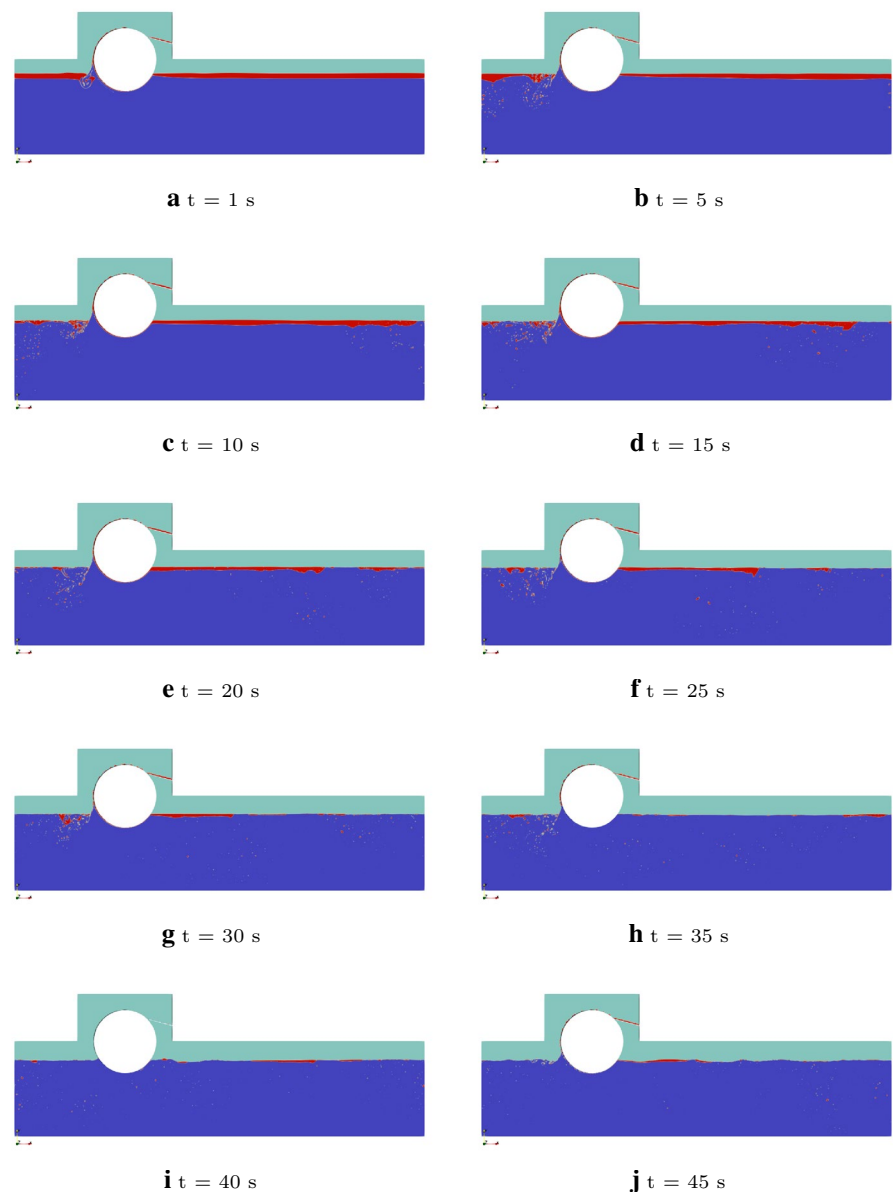 a t = 1 s
b t = 5 s
c t = 10 s
d t = 15 s
e t = 20 s
f t = 25 s
g t = 30 s
h t = 35 s
i t = 40 s
j t = 45 s